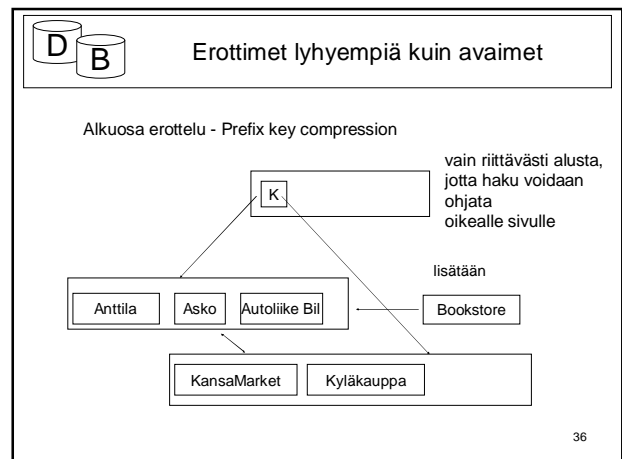 D
B
Erottimet lyhyempiä kuin avaimet
Alkuosa erottelu - Prefix key compression
vain riittävästi alusta,
jotta haku voidaan
ohjata
oikealle sivulle
K
lisätään
Anttila
Asko
Autoliike Bil
Bookstore
KansaMarket
Kyläkauppa
36